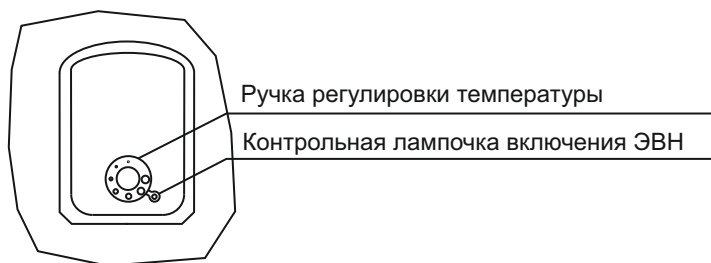 Ручка регулировки температуры
Контрольная лампочка включения ЭВН